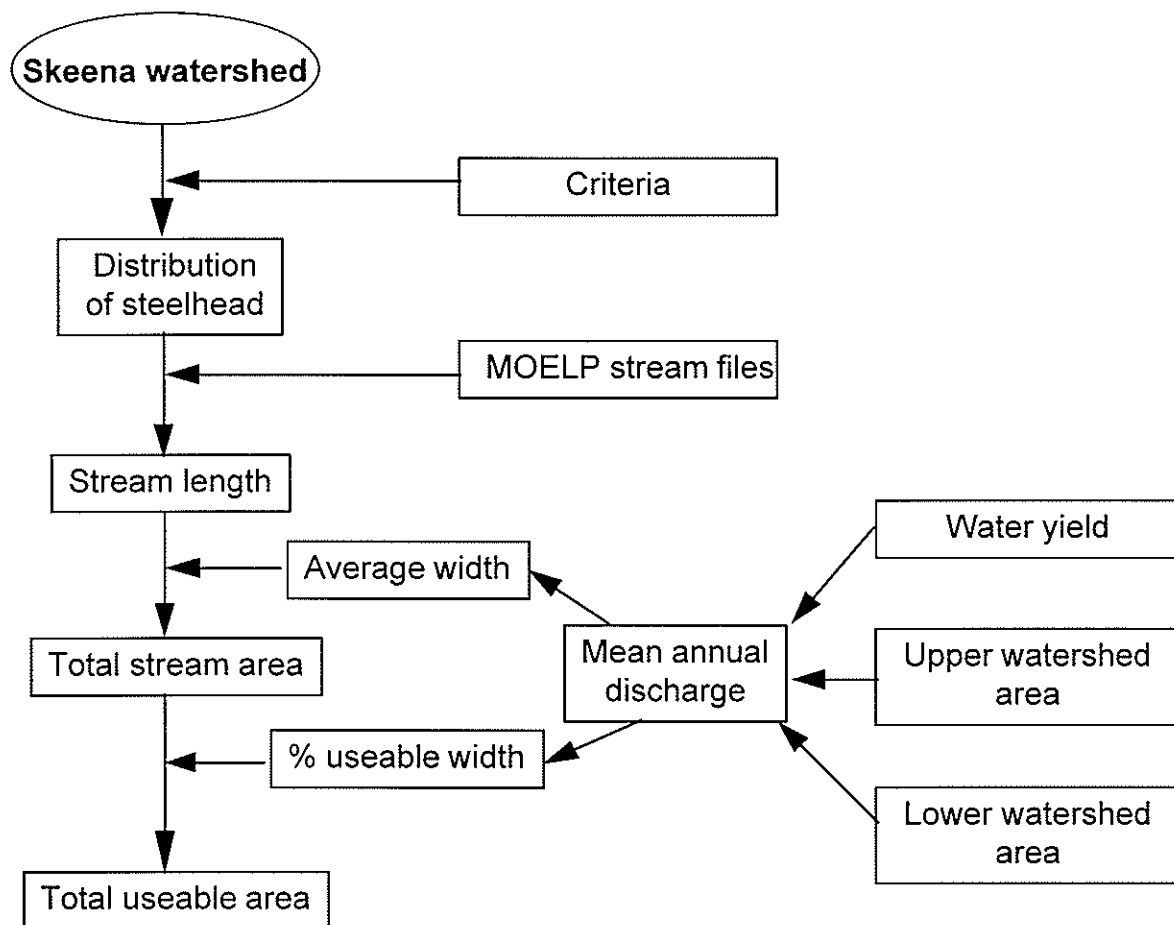 Skeena watershed
Criteria
Distribution
of steelhead
MOELP stream files
Stream length
Water yield
Average width
Mean annual
discharge
Upper watershed
area
Total stream area
% useable width
Lower watershed
area
Total useable area